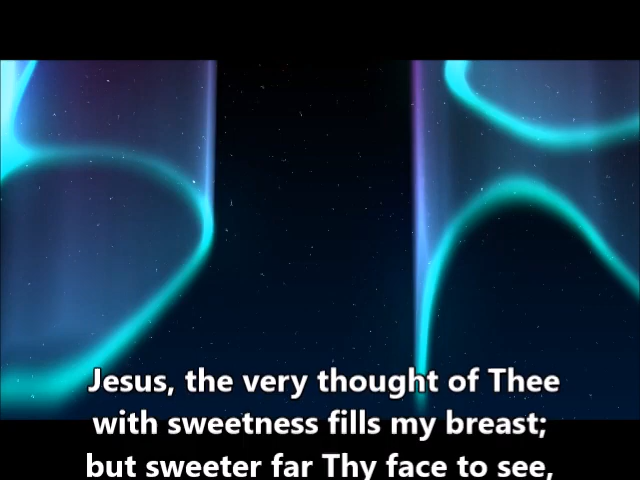 Jesus, the very thought of Thee
with sweetness fills my breast;
but sweeter far Thy face to see,